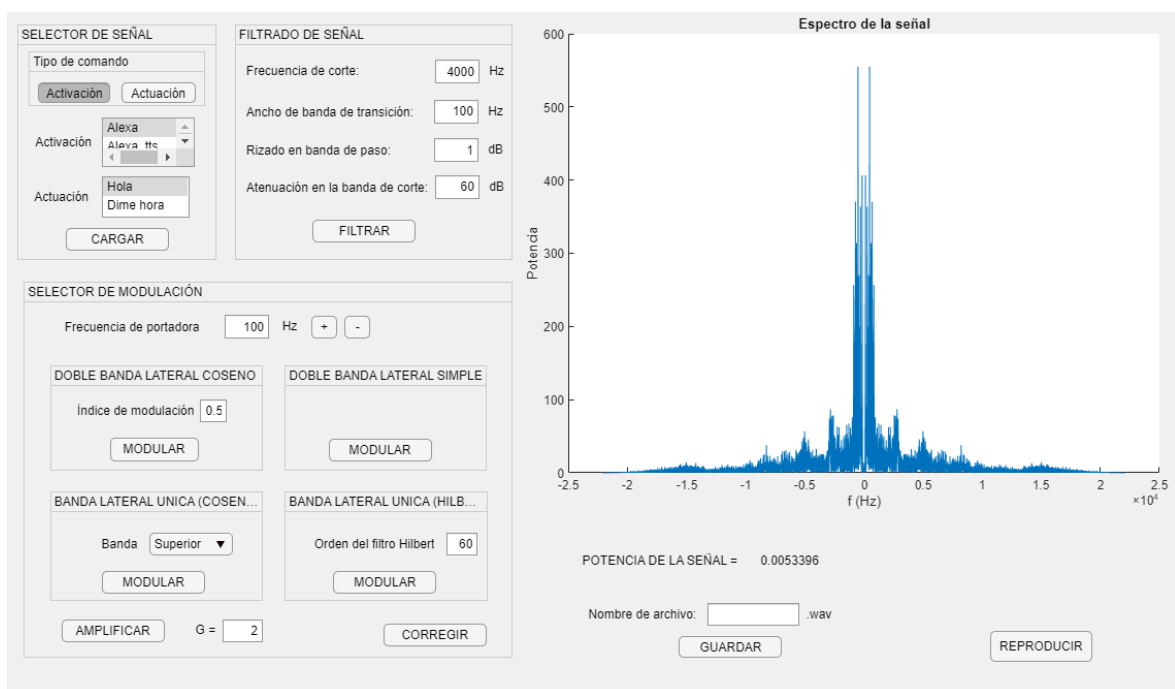 SELECTOR DE SEÑAL
Tipo de comando
Activación Actuación
Activación Alexa
Alexa_tts
Actuación Hola
Dime hora
CARGAR
FILTRADO DE SEÑAL
Frecuencia de corte: 4000 Hz
Ancho de banda de transición: 100 Hz
Rizado en banda de paso: 1 dB
Atenuación en la banda de corte: 60 dB
FILTRAR
SELECTOR DE MODULACIÓN
Frecuencia de portadora 100 Hz + -
DOBLE BANDA LATERAL COSENO
Índice de modulación 0.5
MODULAR
DOBLE BANDA LATERAL SIMPLE
MODULAR
BANDA LATERAL UNICA (COSEN...
Banda Superior
MODULAR
BANDA LATERAL UNICA (HILB...
Orden del filtro Hilbert 60
MODULAR
AMPLIFICAR G = 2
CORREGIR
Espectro de la señal
600
500
400
300
200
100
0
Potencia
-2.5 -2 -1.5 -1 -0.5 0 0.5 1 1.5 2 2.5
f (Hz) ×10⁴
POTENCIA DE LA SEÑAL = 0.0053396
Nombre de archivo: .wav
GUARDAR
REPRODUCIR